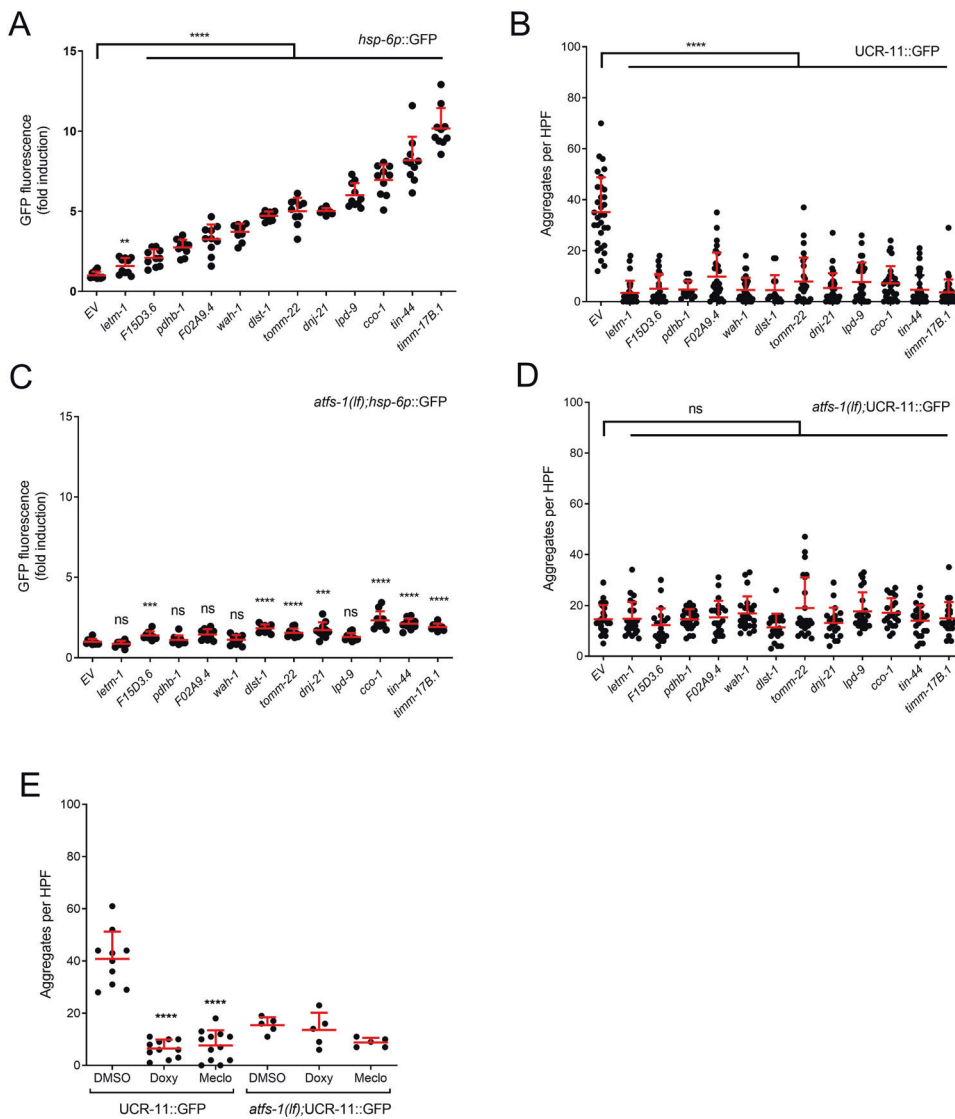 A
****
hsp-6p::GFP
GFP fluorescence
(fold induction)
15
10
5
1
0
**
EV
letm-1
F15D3.6
pdhb-1
F02A9.4
wah-1
dlst-1
tomm-22
dnj-21
lpd-9
cco-1
tin-44
timm-17B.1
B
****
UCR-11::GFP
Aggregates per HPF
100
80
60
40
20
0
EV
letm-1
F15D3.6
pdhb-1
F02A9.4
wah-1
dlst-1
tomm-22
dnj-21
lpd-9
cco-1
tin-44
timm-17B.1
C
atfs-1(lf);hsp-6p::GFP
GFP fluorescence
(fold induction)
15
10
5
0
ns *** ns ns ns **** **** *** ns **** **** ****
EV
letm-1
F15D3.6
pdhb-1
F02A9.4
wah-1
dlst-1
tomm-22
dnj-21
lpd-9
cco-1
tin-44
timm-17B.1
D
ns
atfs-1(lf);UCR-11::GFP
Aggregates per HPF
100
80
60
40
20
0
EV
letm-1
F15D3.6
pdhb-1
F02A9.4
wah-1
dlst-1
tomm-22
dnj-21
lpd-9
cco-1
tin-44
timm-17B.1
E
Aggregates per HPF
100
80
60
40
20
0
**** ****
DMSO Doxy Meclo DMSO Doxy Meclo
UCR-11::GFP atfs-1(lf);UCR-11::GFP